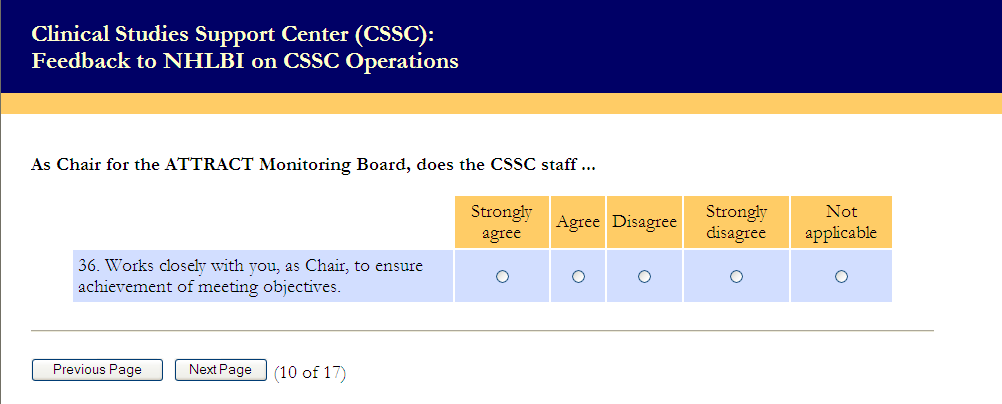 Clinical Studies Support Center (CSSC):
Feedback to NHLBI on CSSC Operations
As Chair for the ATTRACT Monitoring Board, does the CSSC staff ...
Strongly
agree
Agree
Disagree
Strongly
disagree
Not
applicable
36. Works closely with you, as Chair, to ensure
achievement of meeting objectives.
Previous Page Next Page (10 of 17)